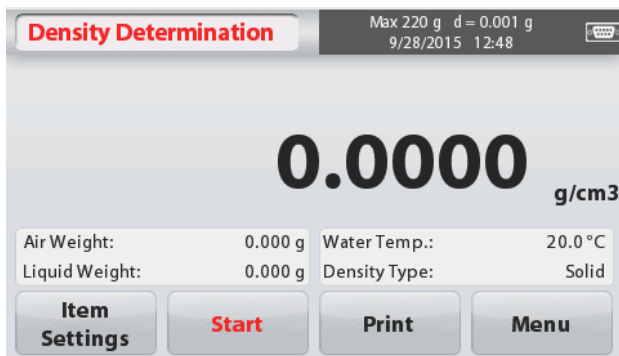 Density Determination
Max 220 g d = 0.001 g
9/28/2015 12:48
0.0000
g/cm3
Air Weight: 0.000 g
Liquid Weight: 0.000 g
Water Temp.: 20.0 °C
Density Type: Solid
Item
Settings
Start
Print
Menu